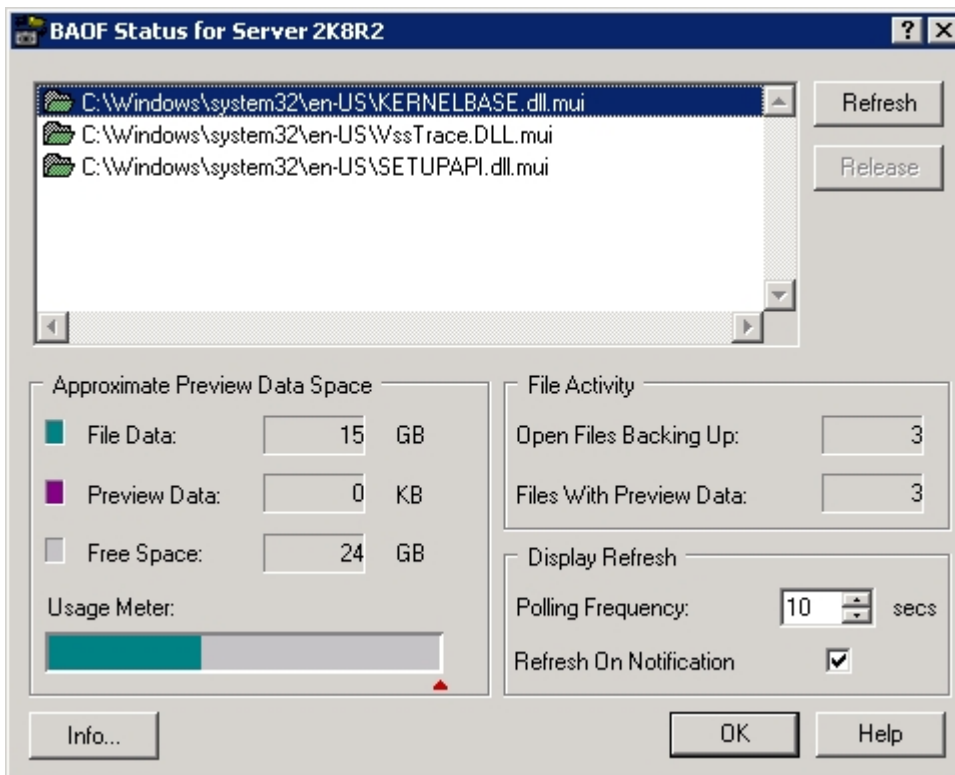 BAOF Status for Server 2K8R2
C:\Windows\system32\en-US\KERNELBASE.dll.mui
C:\Windows\system32\en-US\VssTrace.DLL.mui
C:\Windows\system32\en-US\SETUPAPI.dll.mui
Refresh
Release
Approximate Preview Data Space
File Data: 15 GB
Preview Data: 0 KB
Free Space: 24 GB
Usage Meter:
File Activity
Open Files Backing Up: 3
Files With Preview Data: 3
Display Refresh
Polling Frequency: 10 secs
Refresh On Notification
Info...
OK
Help